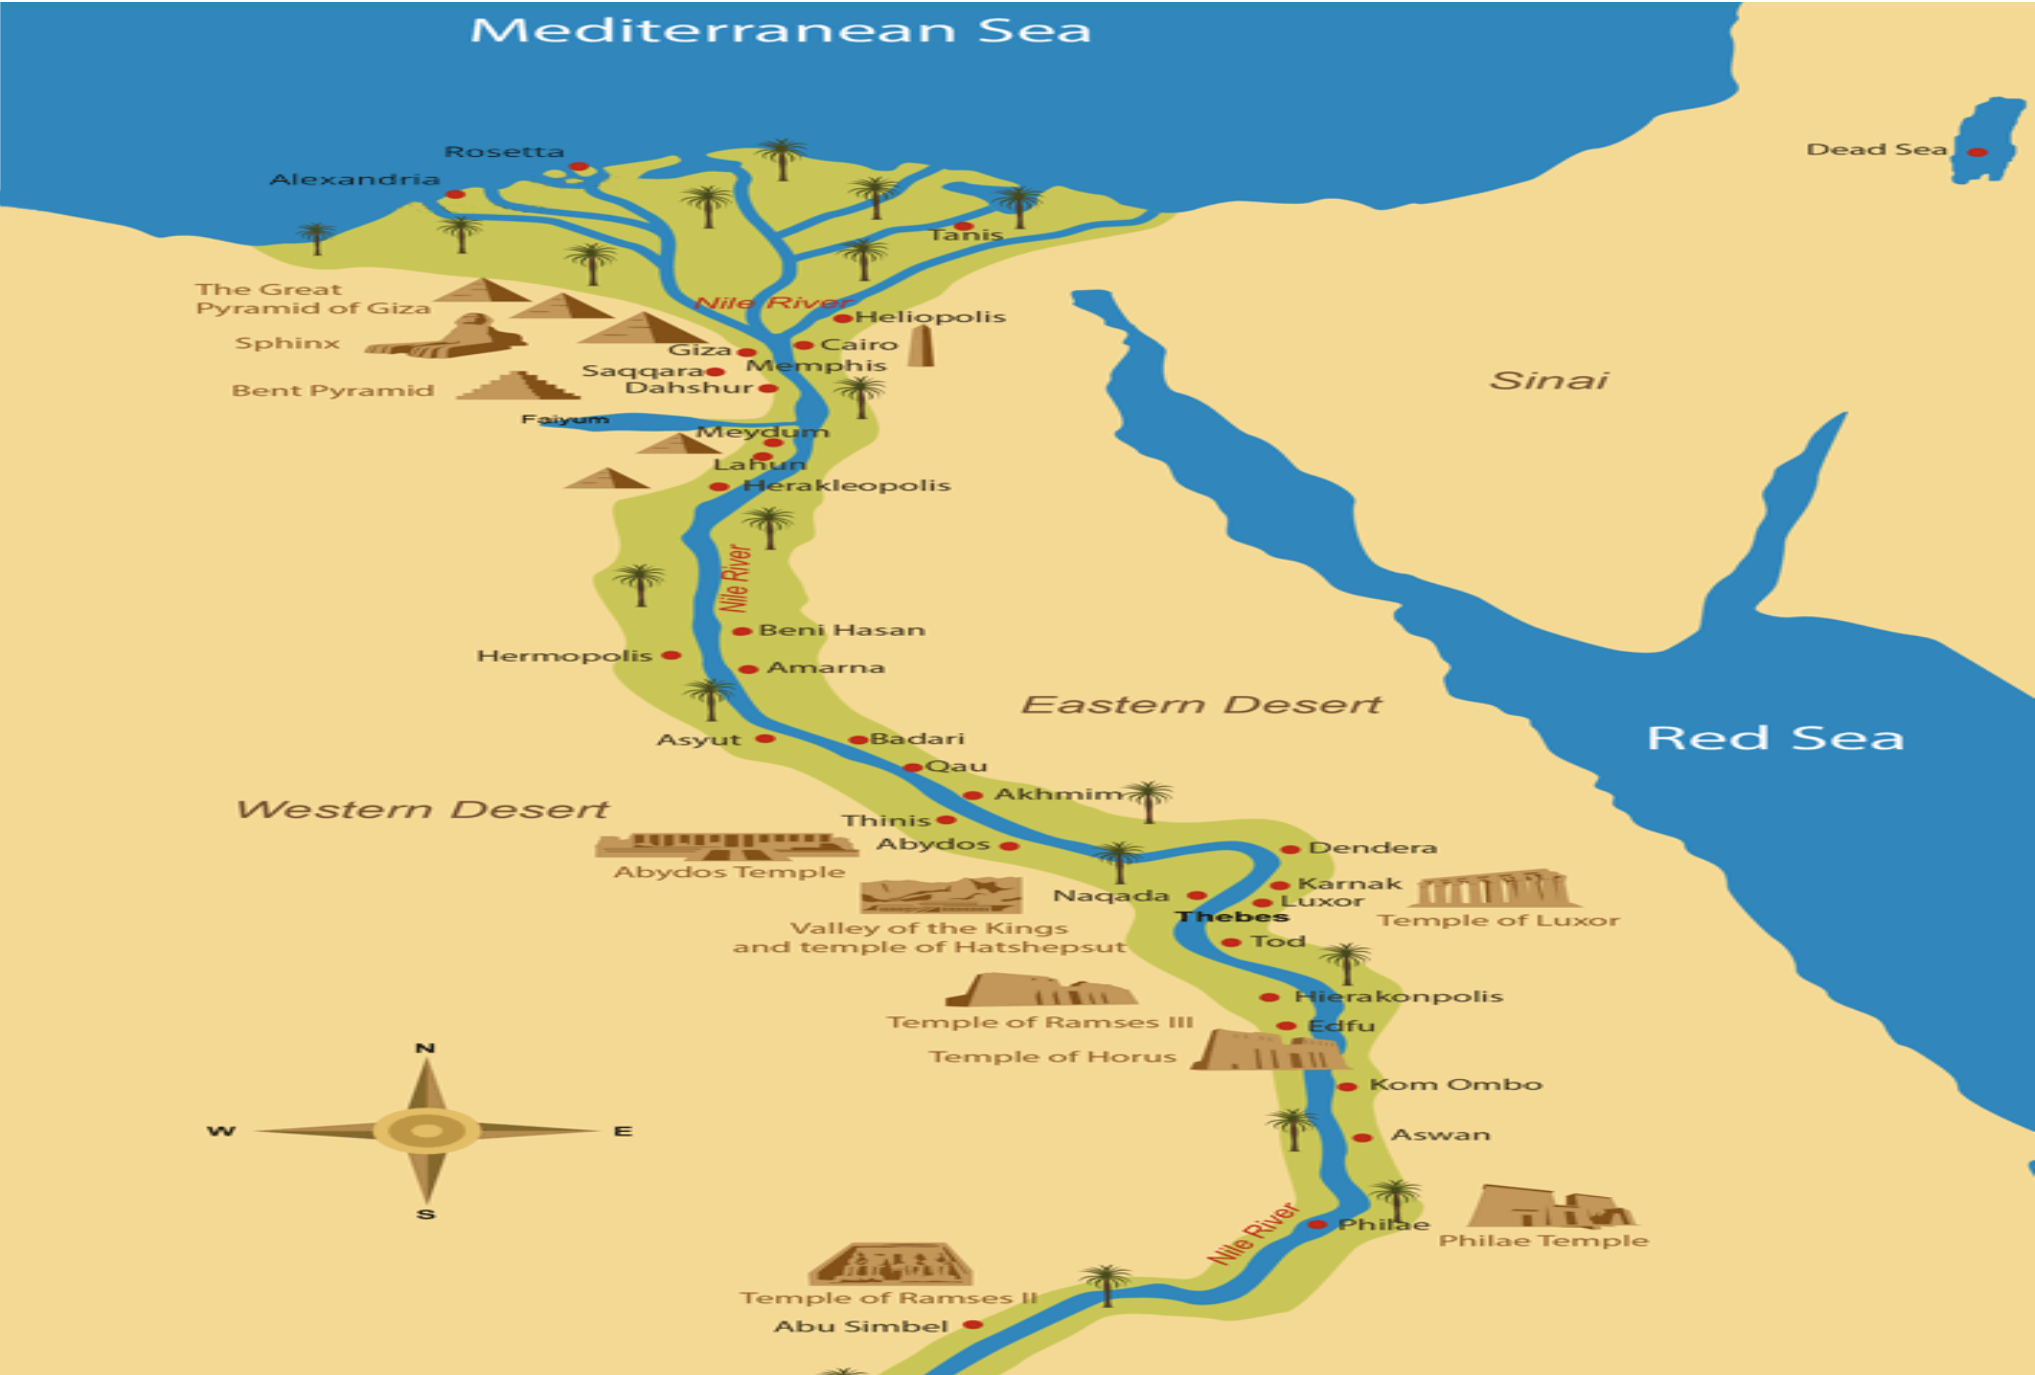 Mediterranean Sea
Rosetta
Dead Sea
Alexandria
Tanis
The Great
Pyramid of Giza
Nile River
Heliopolis
Sphinx
Giza
Cairo
Memphis
Saqqara
Dahshur
Bent Pyramid
Sinai
Faiyum
Meydum
Lahun
Herakleopolis
Nile River
Beni Hasan
Hermopolis
Amarna
Eastern Desert
Asyut
Badari
Red Sea
Qau
Akhmim
Western Desert
Thinis
Abydos
Dendera
Abydos Temple
Karnak
Naqada
Luxor
Thebes
Temple of Luxor
Valley of the Kings
and temple of Hatshepsut
Tod
Hierakonpolis
Temple of Ramses III
Edfu
Temple of Horus
N
Kom Ombo
W
E
Aswan
S
Nile River
Philae
Philae Temple
Temple of Ramses II
Abu Simbel